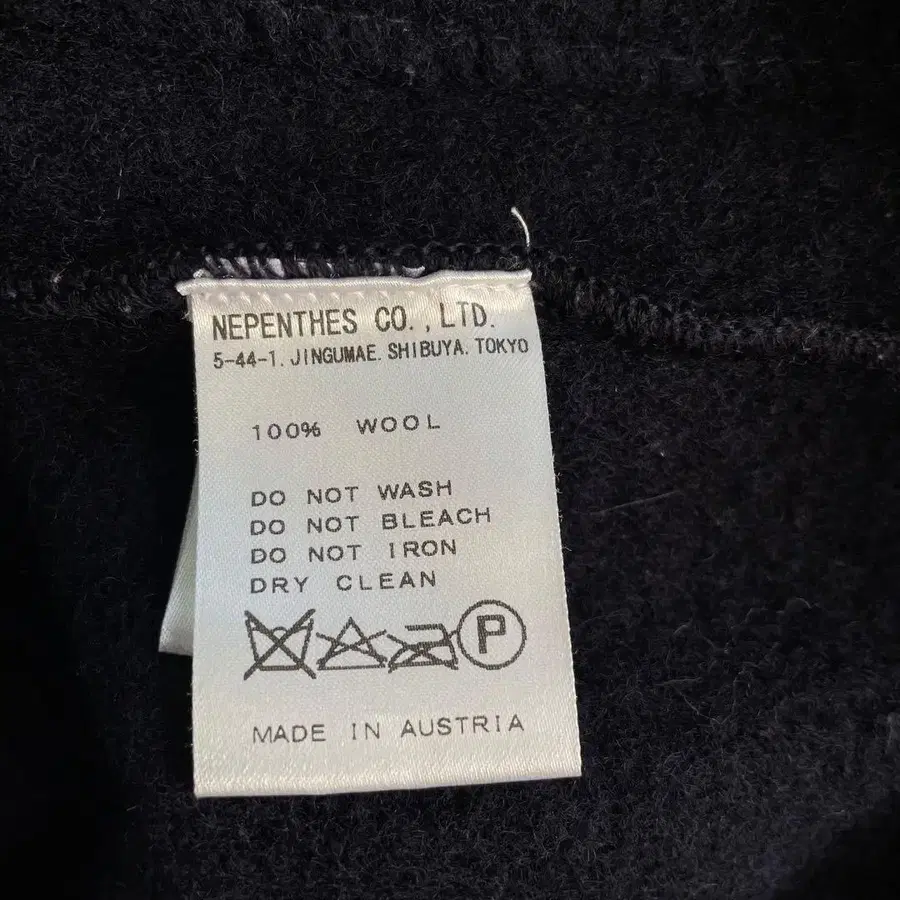 NEPENTHES CO., LTD.
5-44-1. JINGUMAE. SHIBUYA. TOKYO
100% WOOL
DO NOT WASH
DO NOT BLEACH
DO NOT IRON
DRY CLEAN
P
MADE IN AUSTRIA